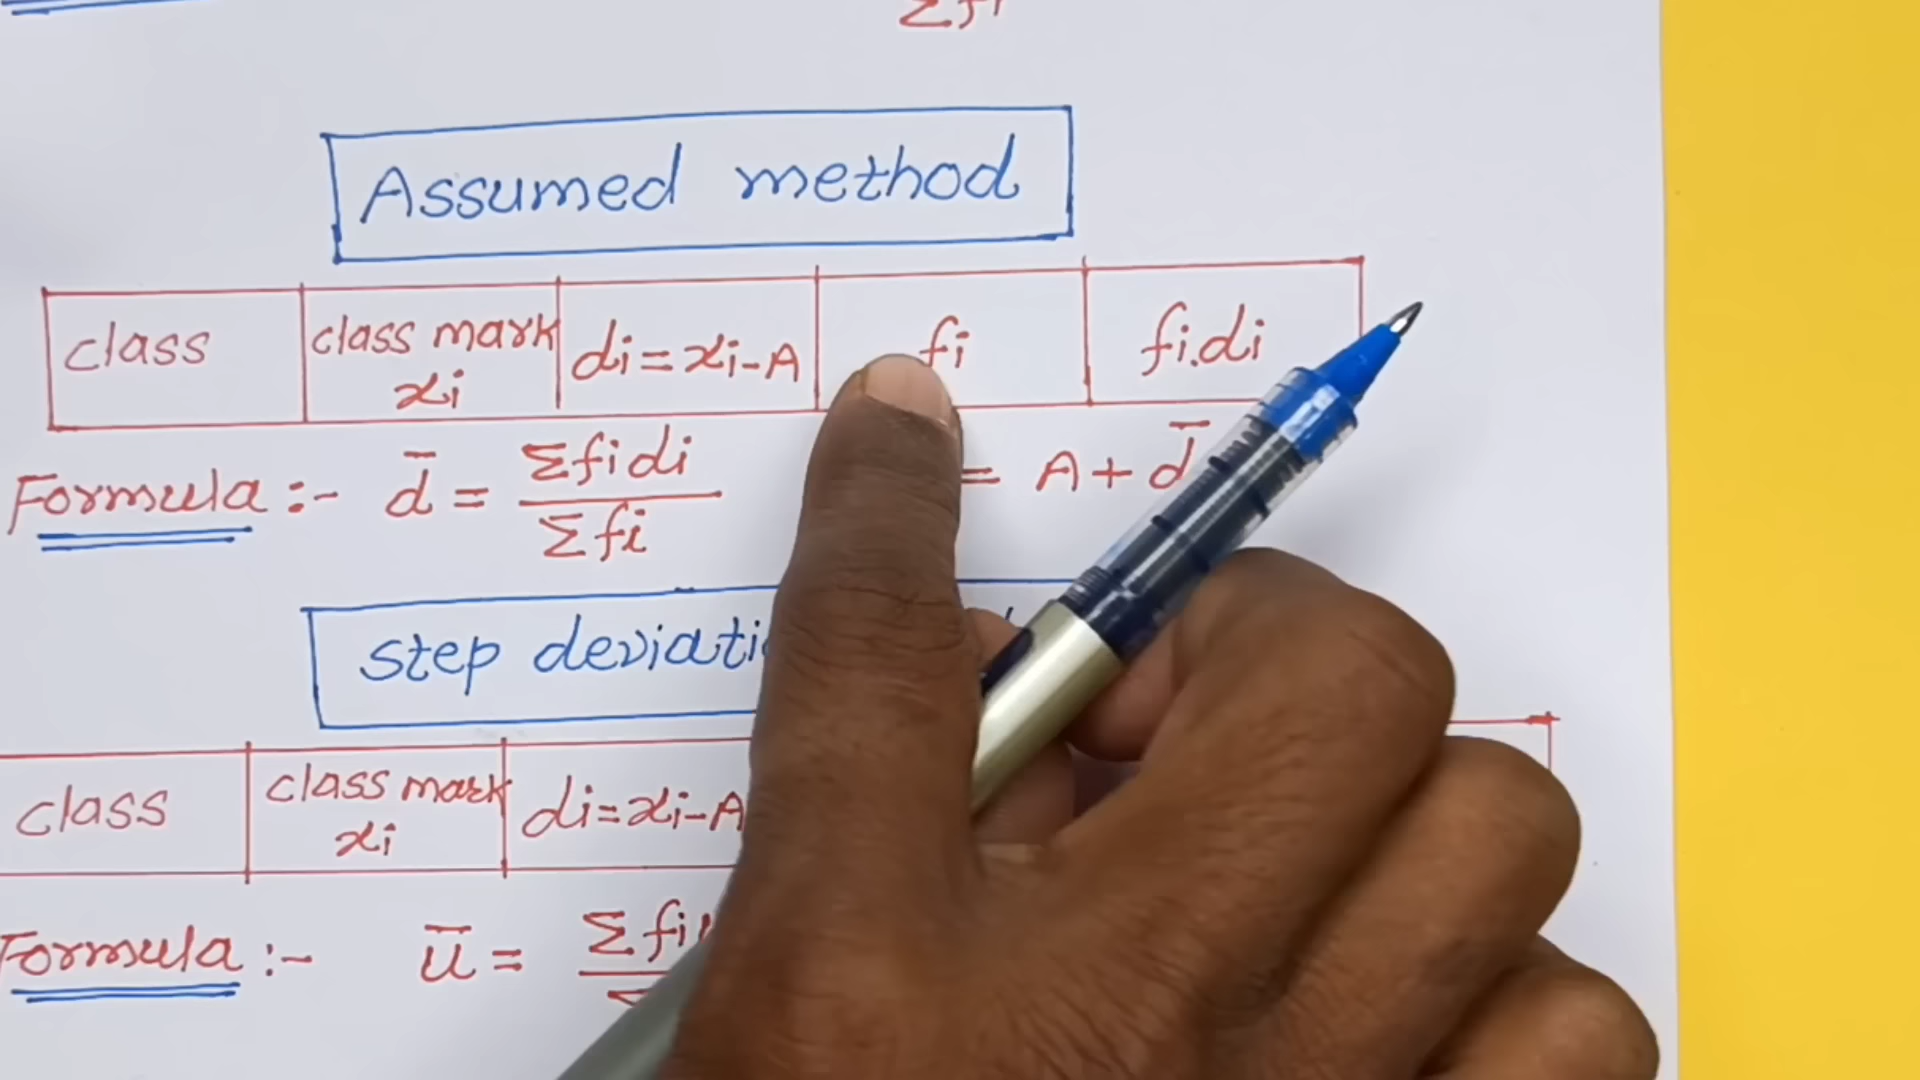 Σfi
Assumed method
class | class mark xi | di=xi-A | fi | fi.di
Formula :- d̄ = Σfidi / Σfi = A + d̄
step
class | class mark xi | di=xi-A
Formula :- ū = Σfi